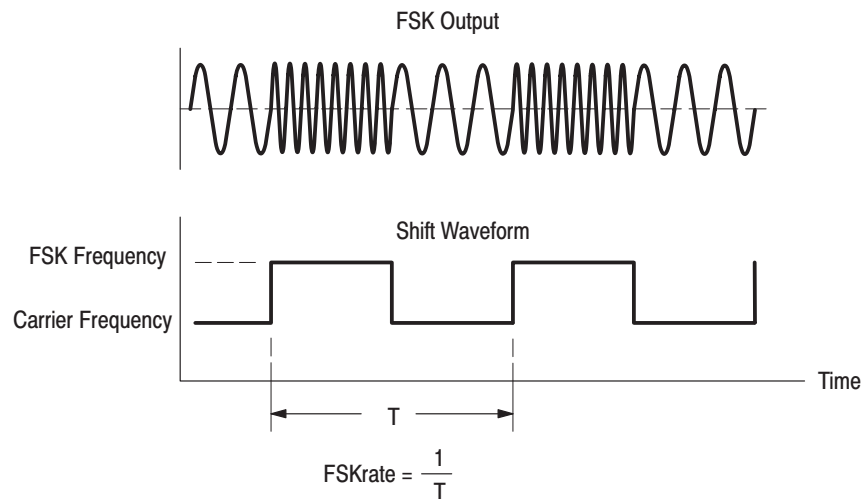 FSK Output
Shift Waveform
FSK Frequency
Carrier Frequency
Time
T
FSKrate = 1
T